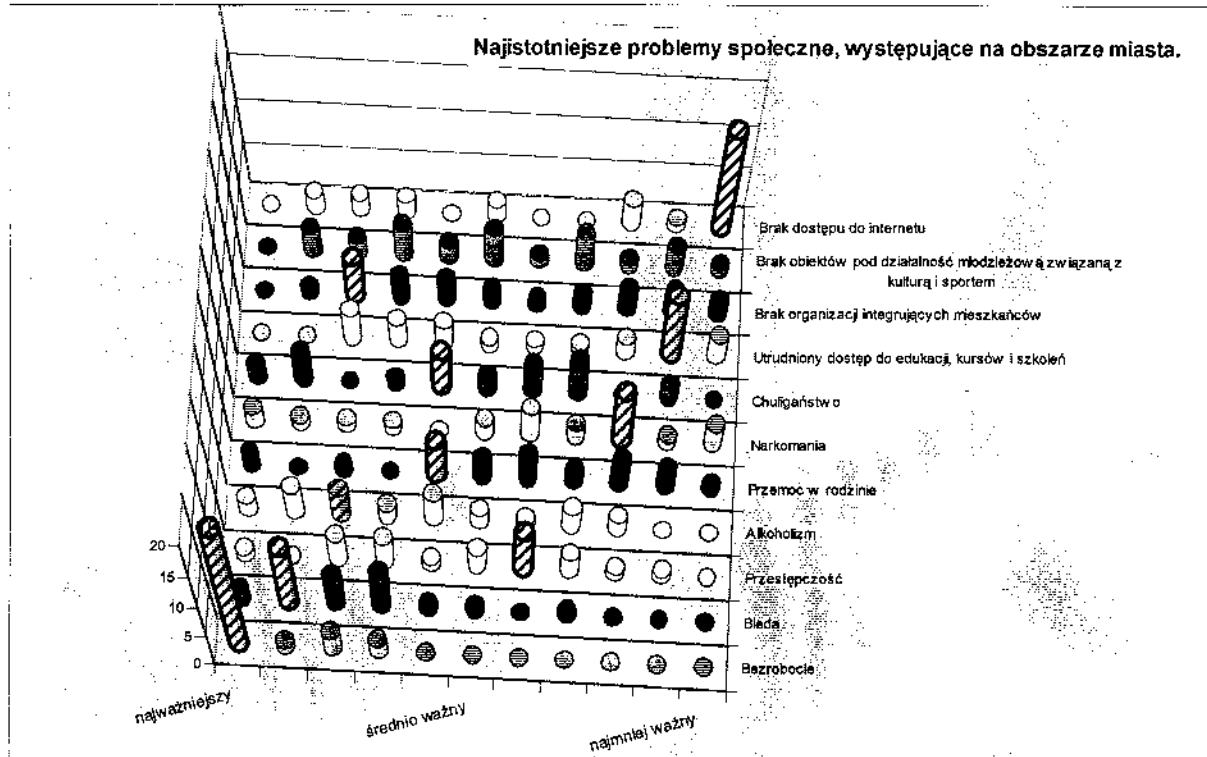 Najistotniejsze problemy społeczne, występujące na obszarze miasta.
Brak dostępu do internetu
Brak obiektów pod działalność młodzieżową związaną z
kulturą i sportem
Brak organizacji integrujących mieszkańców
Utrudniony dostęp do edukacji, kursów i szkoleń
Chuligaństwo
Narkomania
Przemoc w rodzinie
Alkoholizm
Przestępczość
Bieda
Bezrobocie
20
15
10
5
0
najważniejszy
średnio ważny
najmniej ważny